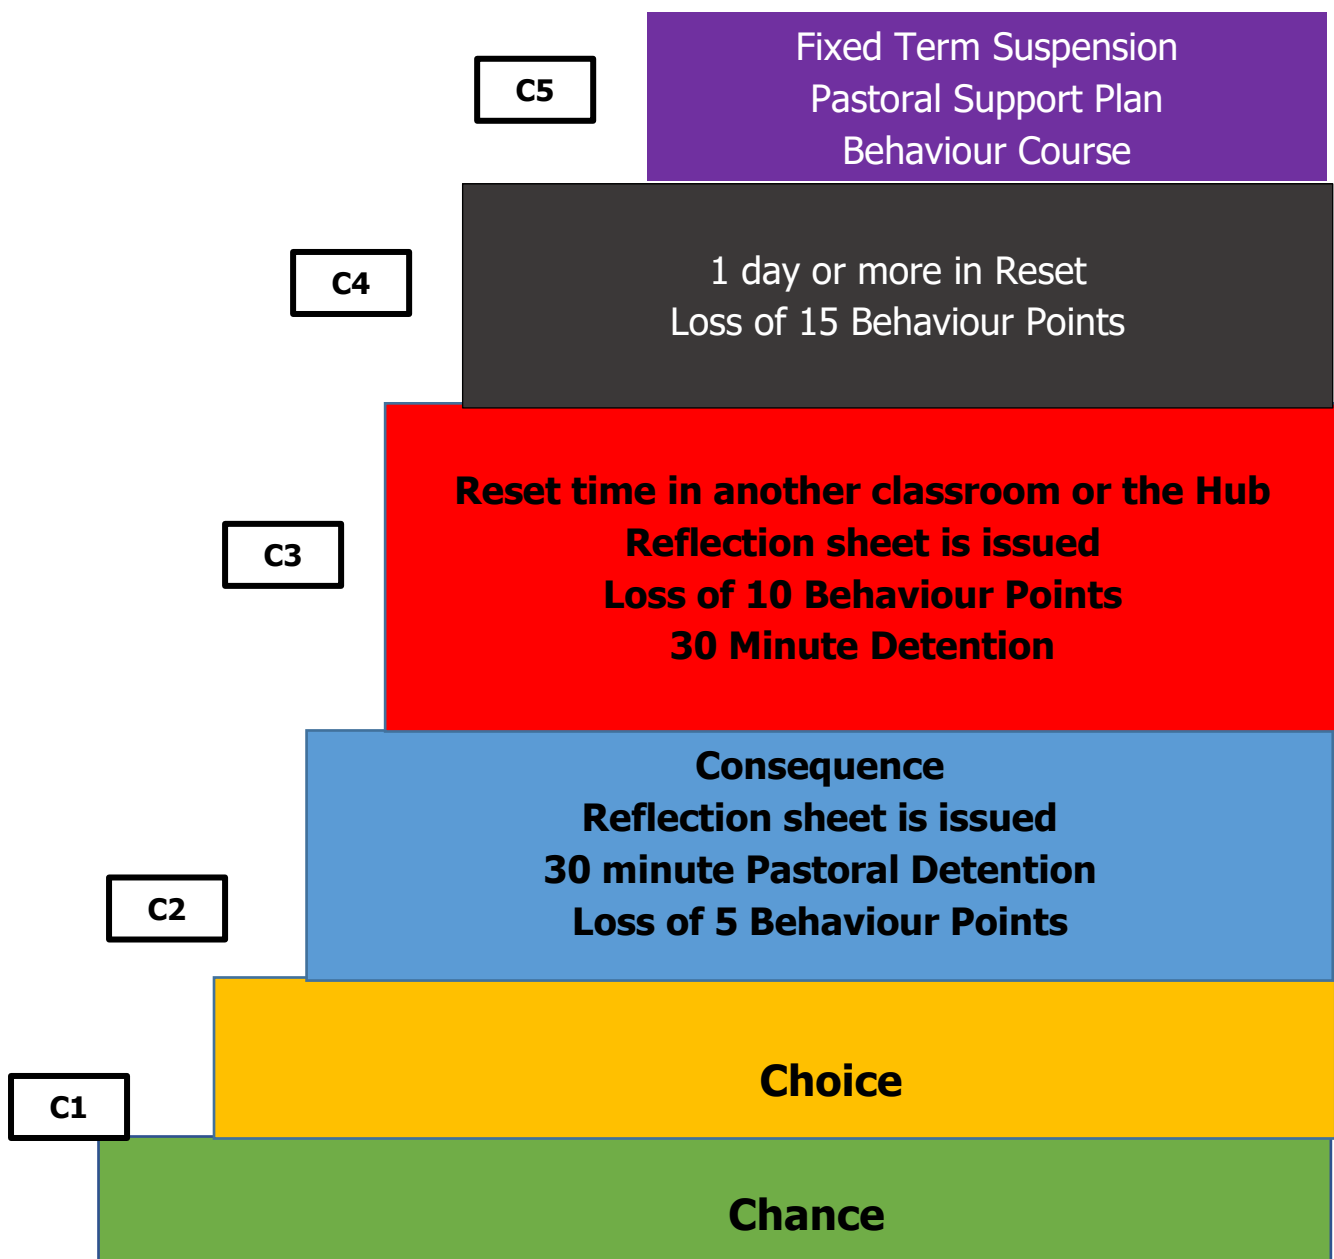 C5
Fixed Term Suspension
Pastoral Support Plan
Behaviour Course
C4
1 day or more in Reset
Loss of 15 Behaviour Points
C3
Reset time in another classroom or the Hub
Reflection sheet is issued
Loss of 10 Behaviour Points
30 Minute Detention
C2
Consequence
Reflection sheet is issued
30 minute Pastoral Detention
Loss of 5 Behaviour Points
C1
Choice
Chance